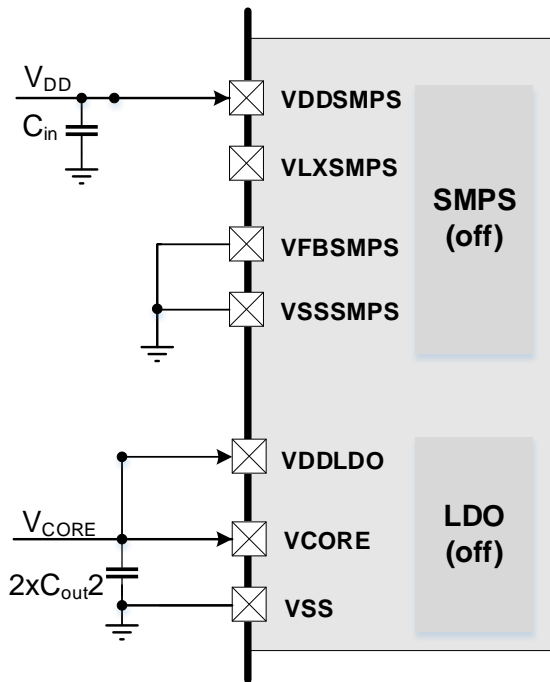 VDD
Cin
VDDSMPS
VLXSMPS
VFBSMPS
VSSSMPS
SMPS
(off)
VDDLDO
VCORE
VCORE
2xCout2
VSS
LDO
(off)